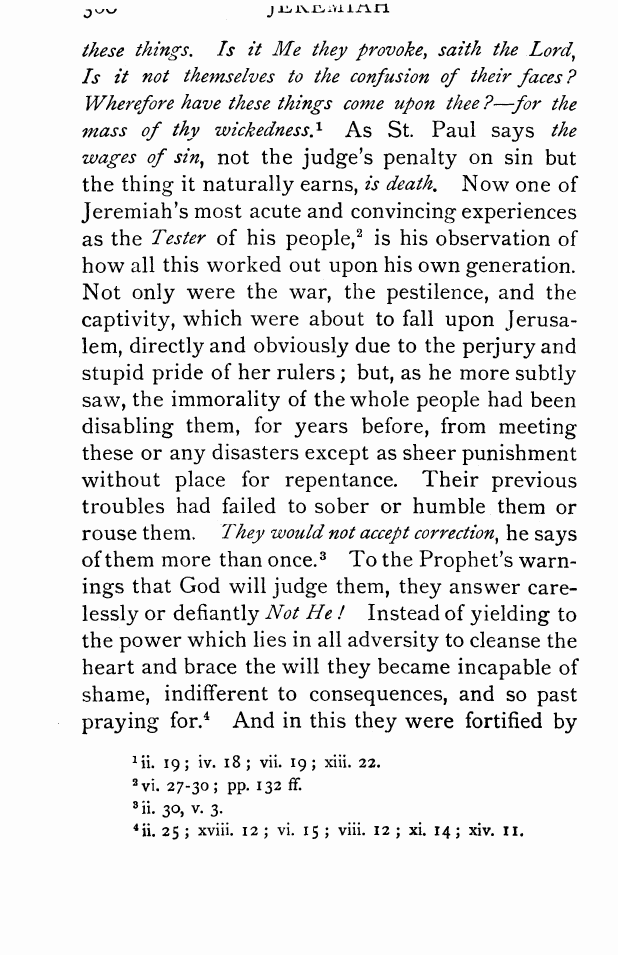 JEREMIAH
these things. Is it Me they provoke, saith the Lord,
Is it not themselves to the confusion of their faces?
Wherefore have these things come upon thee?—for the
mass of thy wickedness.¹ As St. Paul says the
wages of sin, not the judge's penalty on sin but
the thing it naturally earns, is death. Now one of
Jeremiah's most acute and convincing experiences
as the Tester of his people,² is his observation of
how all this worked out upon his own generation.
Not only were the war, the pestilence, and the
captivity, which were about to fall upon Jerusa-
lem, directly and obviously due to the perjury and
stupid pride of her rulers; but, as he more subtly
saw, the immorality of the whole people had been
disabling them, for years before, from meeting
these or any disasters except as sheer punishment
without place for repentance. Their previous
troubles had failed to sober or humble them or
rouse them. They would not accept correction, he says
of them more than once.³ To the Prophet's warn-
ings that God will judge them, they answer care-
lessly or defiantly Not He! Instead of yielding to
the power which lies in all adversity to cleanse the
heart and brace the will they became incapable of
shame, indifferent to consequences, and so past
praying for.⁴ And in this they were fortified by
¹ ii. 19; iv. 18; vii. 19; xiii. 22.
² vi. 27-30; pp. 132 ff.
³ ii. 30, v. 3.
⁴ ii. 25; xviii. 12; vi. 15; viii. 12; xi. 14; xiv. 11.